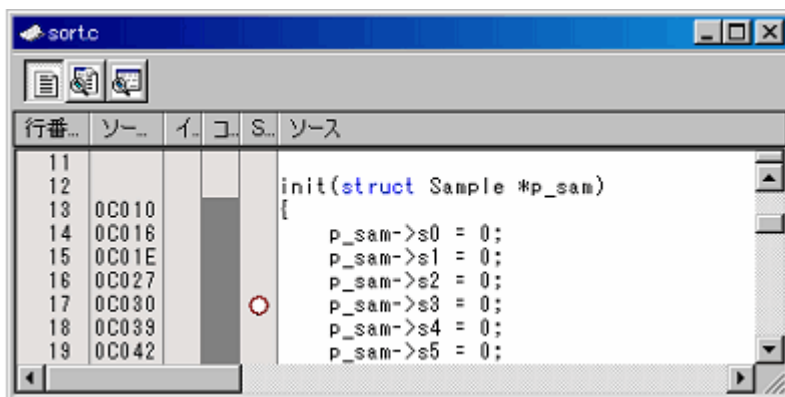 sort.c
行番... ソー... イ.. コ.. S.. ソース
11
12 init(struct Sample *p_sam)
13 0C010 {
14 0C016 p_sam->s0 = 0;
15 0C01E p_sam->s1 = 0;
16 0C027 p_sam->s2 = 0;
17 0C030 p_sam->s3 = 0;
18 0C039 p_sam->s4 = 0;
19 0C042 p_sam->s5 = 0;